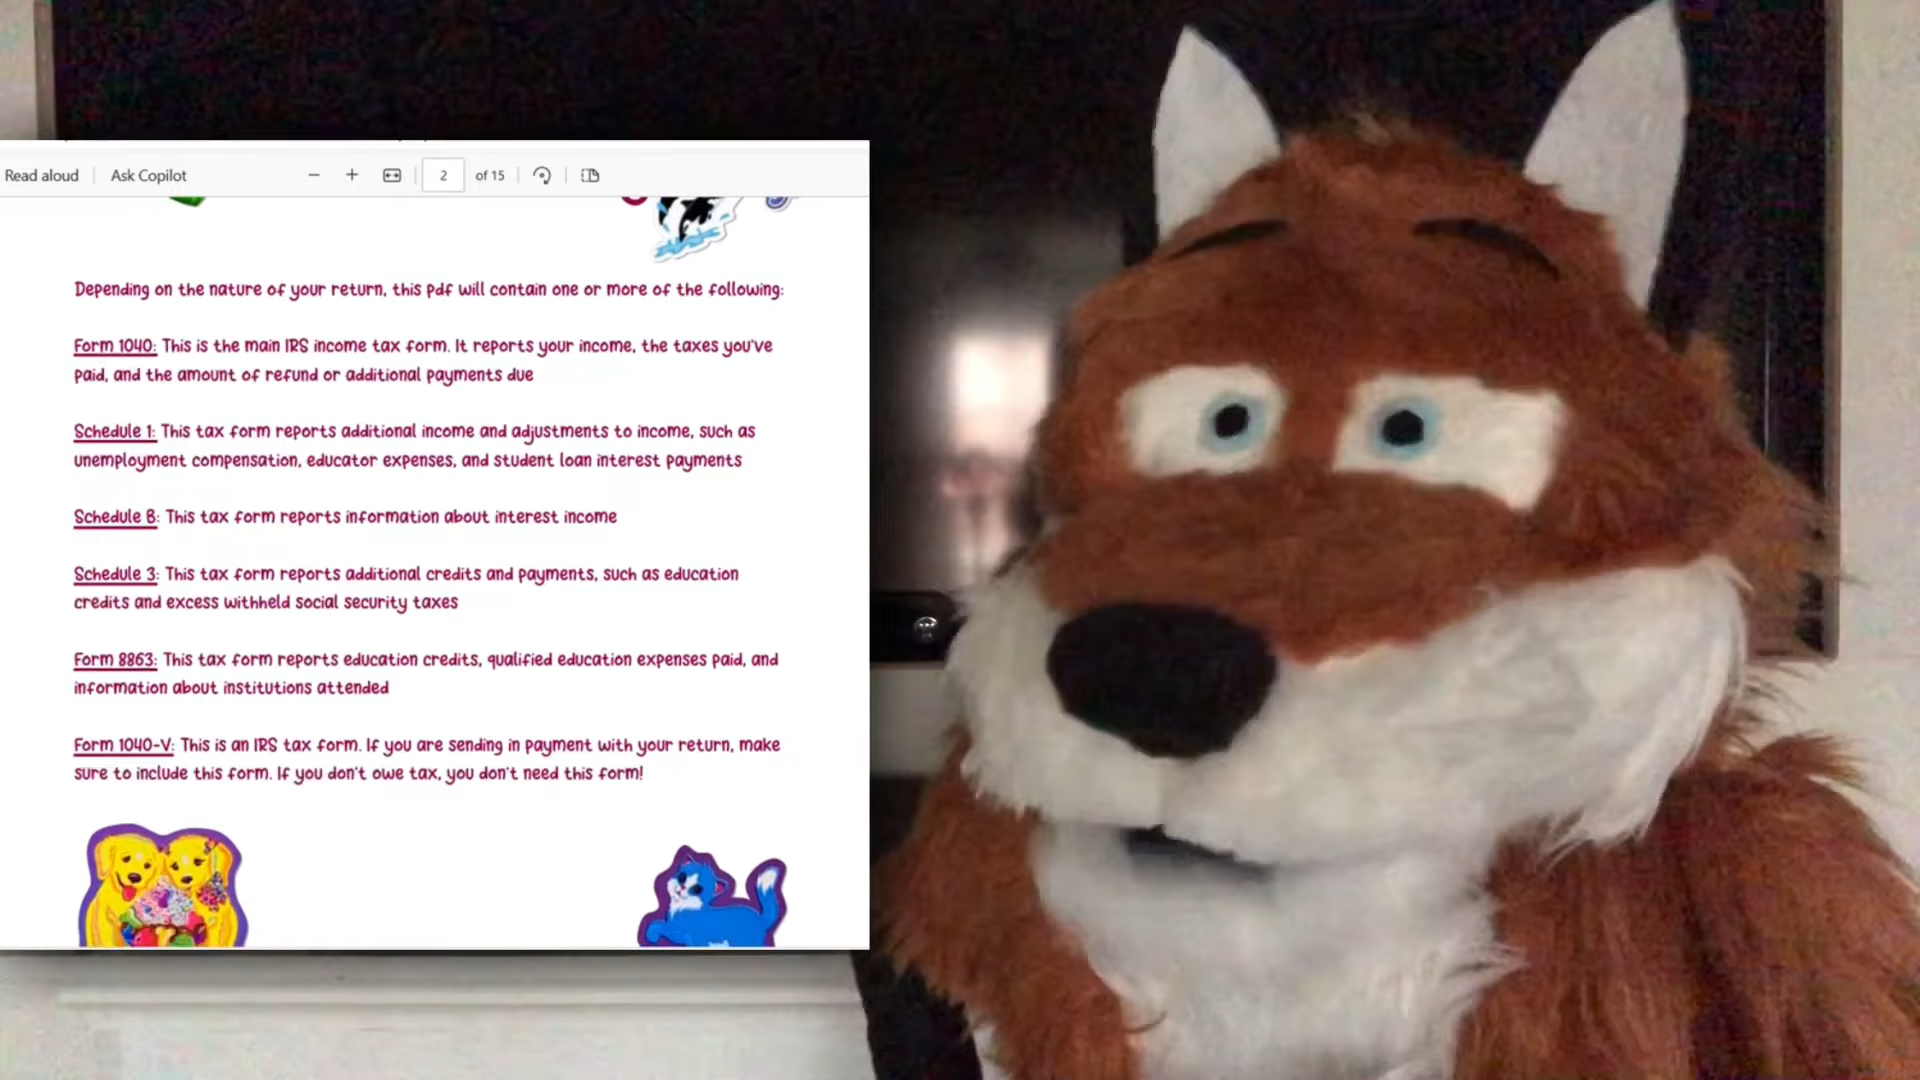 Read aloud Ask Copilot 2 of 15
Depending on the nature of your return, this pdf will contain one or more of the following:
Form 1040: This is the main IRS income tax form. It reports your income, the taxes you've
paid, and the amount of refund or additional payments due
Schedule 1: This tax form reports additional income and adjustments to income, such as
unemployment compensation, educator expenses, and student loan interest payments
Schedule B: This tax form reports information about interest income
Schedule 3: This tax form reports additional credits and payments, such as education
credits and excess withheld social security taxes
Form 8863: This tax form reports education credits, qualified education expenses paid, and
information about institutions attended
Form 1040-V: This is an IRS tax form. If you are sending in payment with your return, make
sure to include this form. If you don't owe tax, you don't need this form!